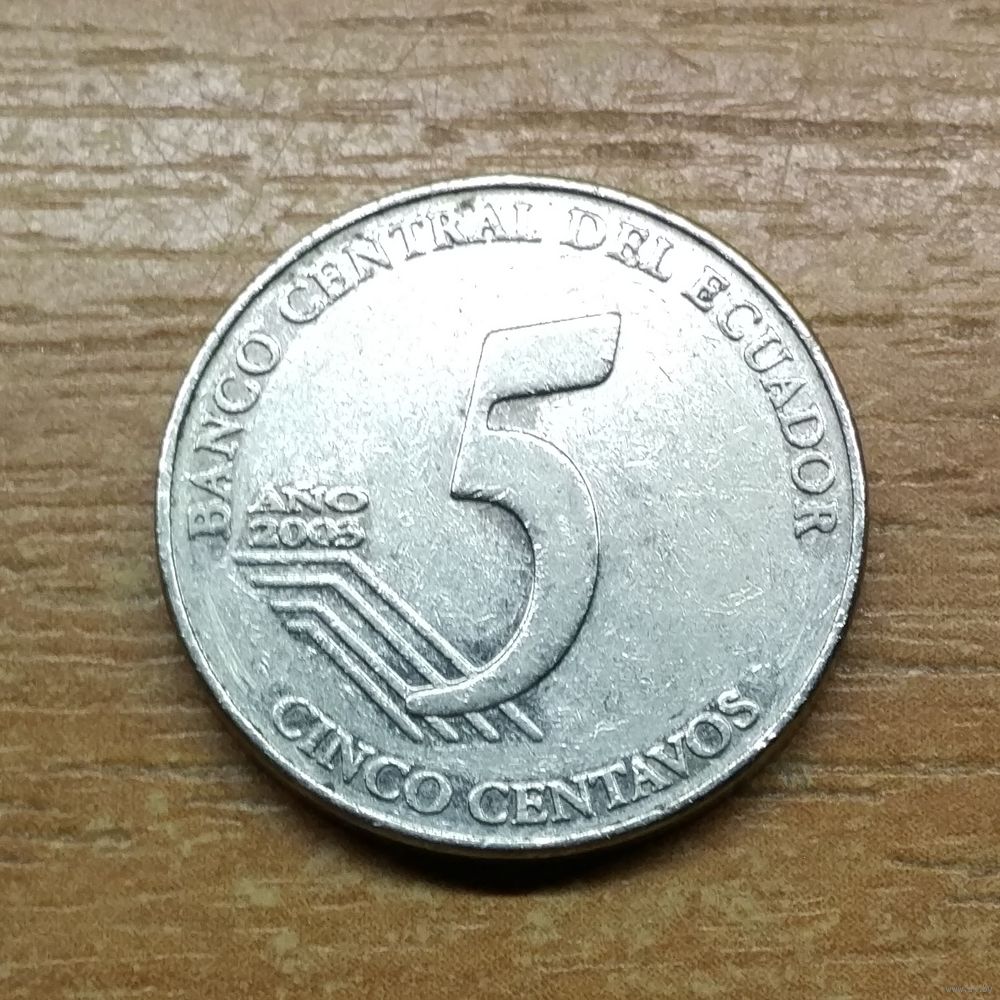 BANCO CENTRAL DEL ECUADOR
5
AÑO
2003
CINCO CENTAVOS